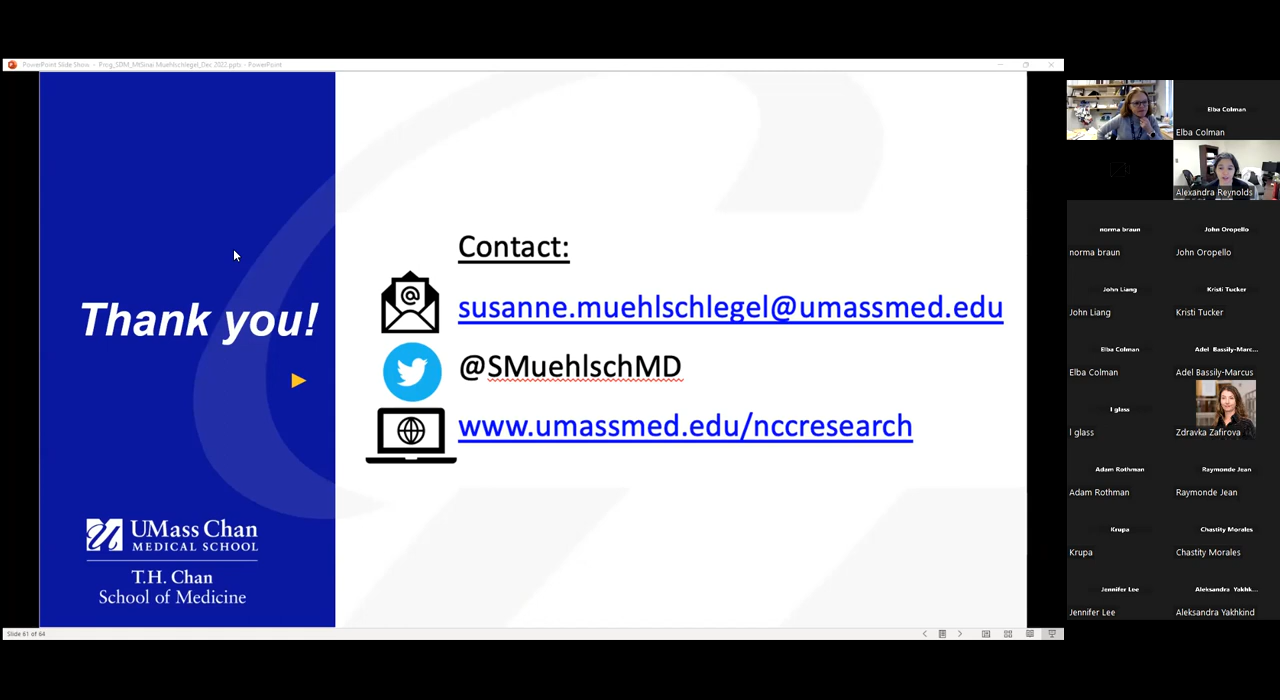 PowerPoint Slide Show - Prog_SDM_MtSinai Muehlschlegel_Dec 2022.pptx - PowerPoint
Thank you!
UMass Chan
MEDICAL SCHOOL
T.H. Chan
School of Medicine
Contact:
@
susanne.muehlschlegel@umassmed.edu
@SMuehlschMD
www.umassmed.edu/nccresearch
Slide 61 of 64
Elba Colman
Elba Colman
Alexandra Reynolds
norma braun
John Oropello
norma braun
John Oropello
John Liang
Kristi Tucker
John Liang
Kristi Tucker
Elba Colman
Adel Bassily-Marc...
Elba Colman
Adel Bassily-Marcus
l glass
l glass
Zdravka Zafirova
Adam Rothman
Raymonde Jean
Adam Rothman
Raymonde Jean
Krupa
Chastity Morales
Krupa
Chastity Morales
Jennifer Lee
Aleksandra Yakhk...
Jennifer Lee
Aleksandra Yakhkind